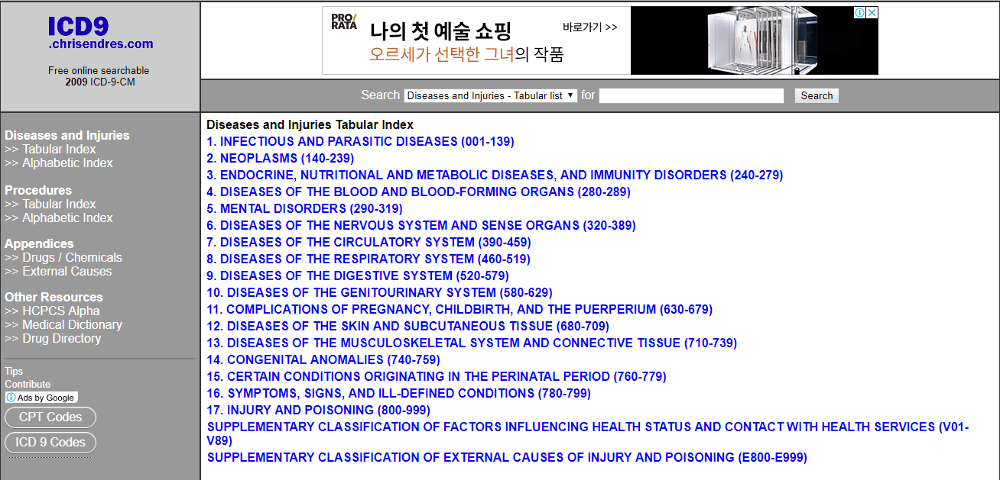 ICD9
.chrisendres.com
Free online searchable
2009 ICD-9-CM
PRO/
RATA
나의 첫 예술 쇼핑
바로가기 >>
오르세가 선택한 그녀의 작품
Search Diseases and Injuries - Tabular list for Search
Diseases and Injuries
>> Tabular Index
>> Alphabetic Index
Procedures
>> Tabular Index
>> Alphabetic Index
Appendices
>> Drugs / Chemicals
>> External Causes
Other Resources
>> HCPCS Alpha
>> Medical Dictionary
>> Drug Directory
Tips
Contribute
Ads by Google
CPT Codes
ICD 9 Codes
Diseases and Injuries Tabular Index
1. INFECTIOUS AND PARASITIC DISEASES (001-139)
2. NEOPLASMS (140-239)
3. ENDOCRINE, NUTRITIONAL AND METABOLIC DISEASES, AND IMMUNITY DISORDERS (240-279)
4. DISEASES OF THE BLOOD AND BLOOD-FORMING ORGANS (280-289)
5. MENTAL DISORDERS (290-319)
6. DISEASES OF THE NERVOUS SYSTEM AND SENSE ORGANS (320-389)
7. DISEASES OF THE CIRCULATORY SYSTEM (390-459)
8. DISEASES OF THE RESPIRATORY SYSTEM (460-519)
9. DISEASES OF THE DIGESTIVE SYSTEM (520-579)
10. DISEASES OF THE GENITOURINARY SYSTEM (580-629)
11. COMPLICATIONS OF PREGNANCY, CHILDBIRTH, AND THE PUERPERIUM (630-679)
12. DISEASES OF THE SKIN AND SUBCUTANEOUS TISSUE (680-709)
13. DISEASES OF THE MUSCULOSKELETAL SYSTEM AND CONNECTIVE TISSUE (710-739)
14. CONGENITAL ANOMALIES (740-759)
15. CERTAIN CONDITIONS ORIGINATING IN THE PERINATAL PERIOD (760-779)
16. SYMPTOMS, SIGNS, AND ILL-DEFINED CONDITIONS (780-799)
17. INJURY AND POISONING (800-999)
SUPPLEMENTARY CLASSIFICATION OF FACTORS INFLUENCING HEALTH STATUS AND CONTACT WITH HEALTH SERVICES (V01-
V89)
SUPPLEMENTARY CLASSIFICATION OF EXTERNAL CAUSES OF INJURY AND POISONING (E800-E999)